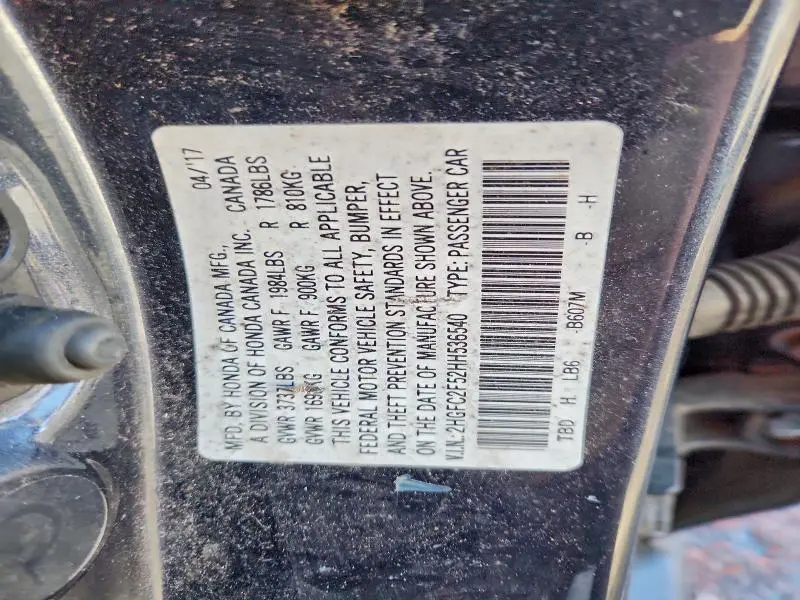 MFD. BY HONDA OF CANADA MFG., 04/17
A DIVISION OF HONDA CANADA INC. CANADA
GVWR 3737LBS GAWR F. 1984LBS R 1786LBS
GVWR 1695KG GAWR F. 900KG R 810KG
THIS VEHICLE CONFORMS TO ALL APPLICABLE
FEDERAL MOTOR VEHICLE SAFETY, BUMPER,
AND THEFT PREVENTION STANDARDS IN EFFECT
ON THE DATE OF MANUFACTURE SHOWN ABOVE.
V.I.N.: 2HGFC2F52HH536540 TYPE: PASSENGER CAR
TBD H LB6 -B607M -B -H